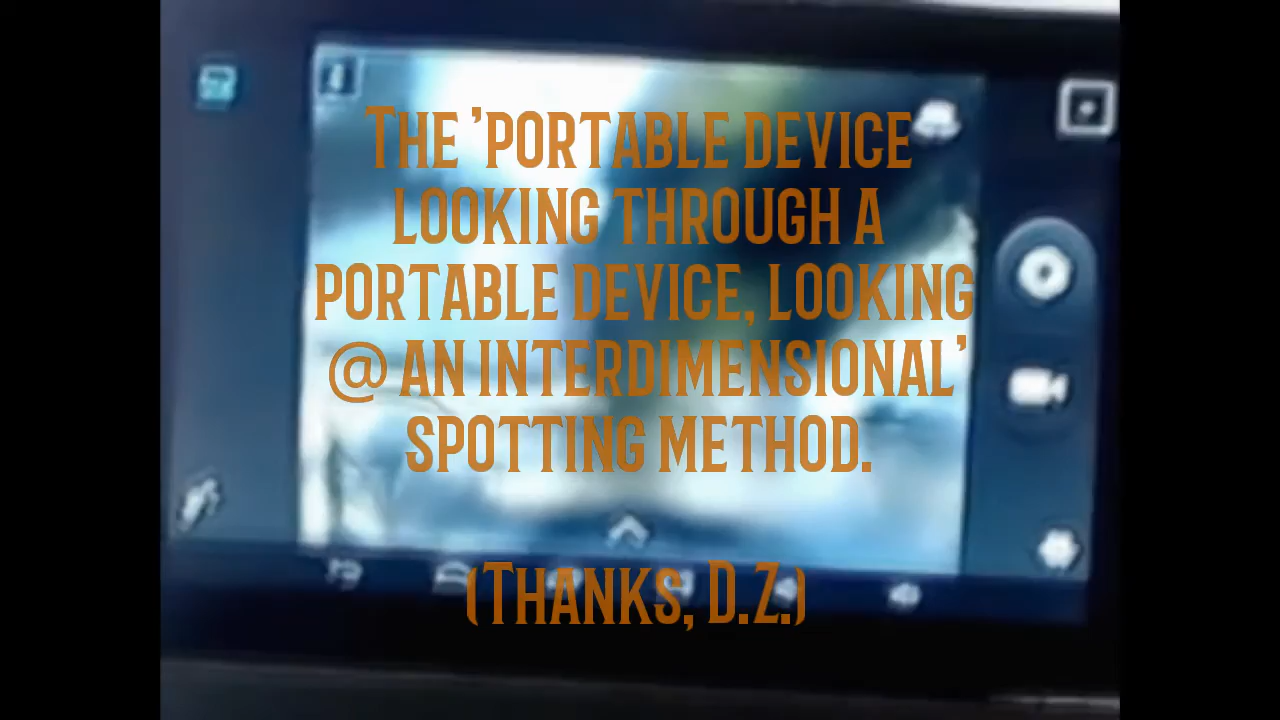 The 'portable device
looking through a
portable device, looking
@ an interdimensional'
spotting method.
(Thanks, D.Z.)